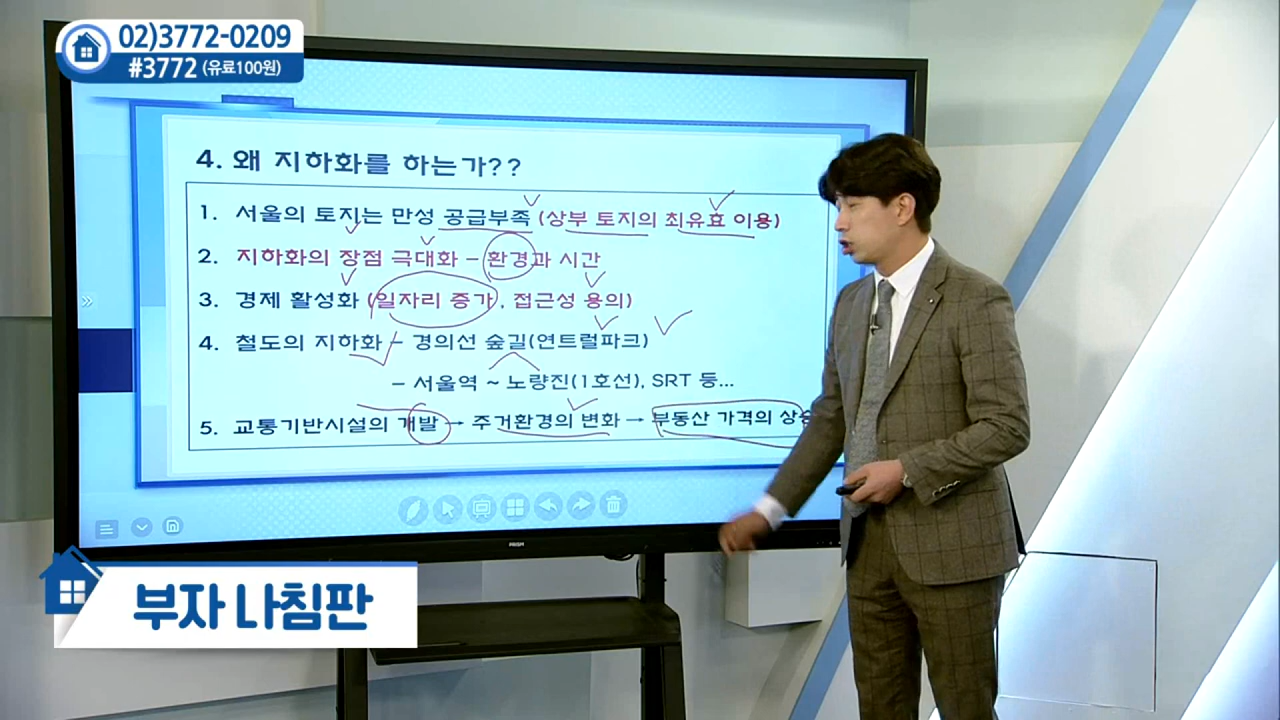 02)3772-0209
#3772 (유료100원)
4. 왜 지하화를 하는가??
1. 서울의 토지는 만성 공급부족 (상부 토지의 최유효 이용)
2. 지하화의 장점 극대화 - 환경과 시간
3. 경제 활성화 (일자리 증가, 접근성 용의)
4. 철도의 지하화 - 경의선 숲길(연트럴파크)
- 서울역 ~ 노량진(1호선), SRT 등...
5. 교통기반시설의 개발 → 주거환경의 변화 → 부동산 가격의 상승
PRISM
부자 나침판